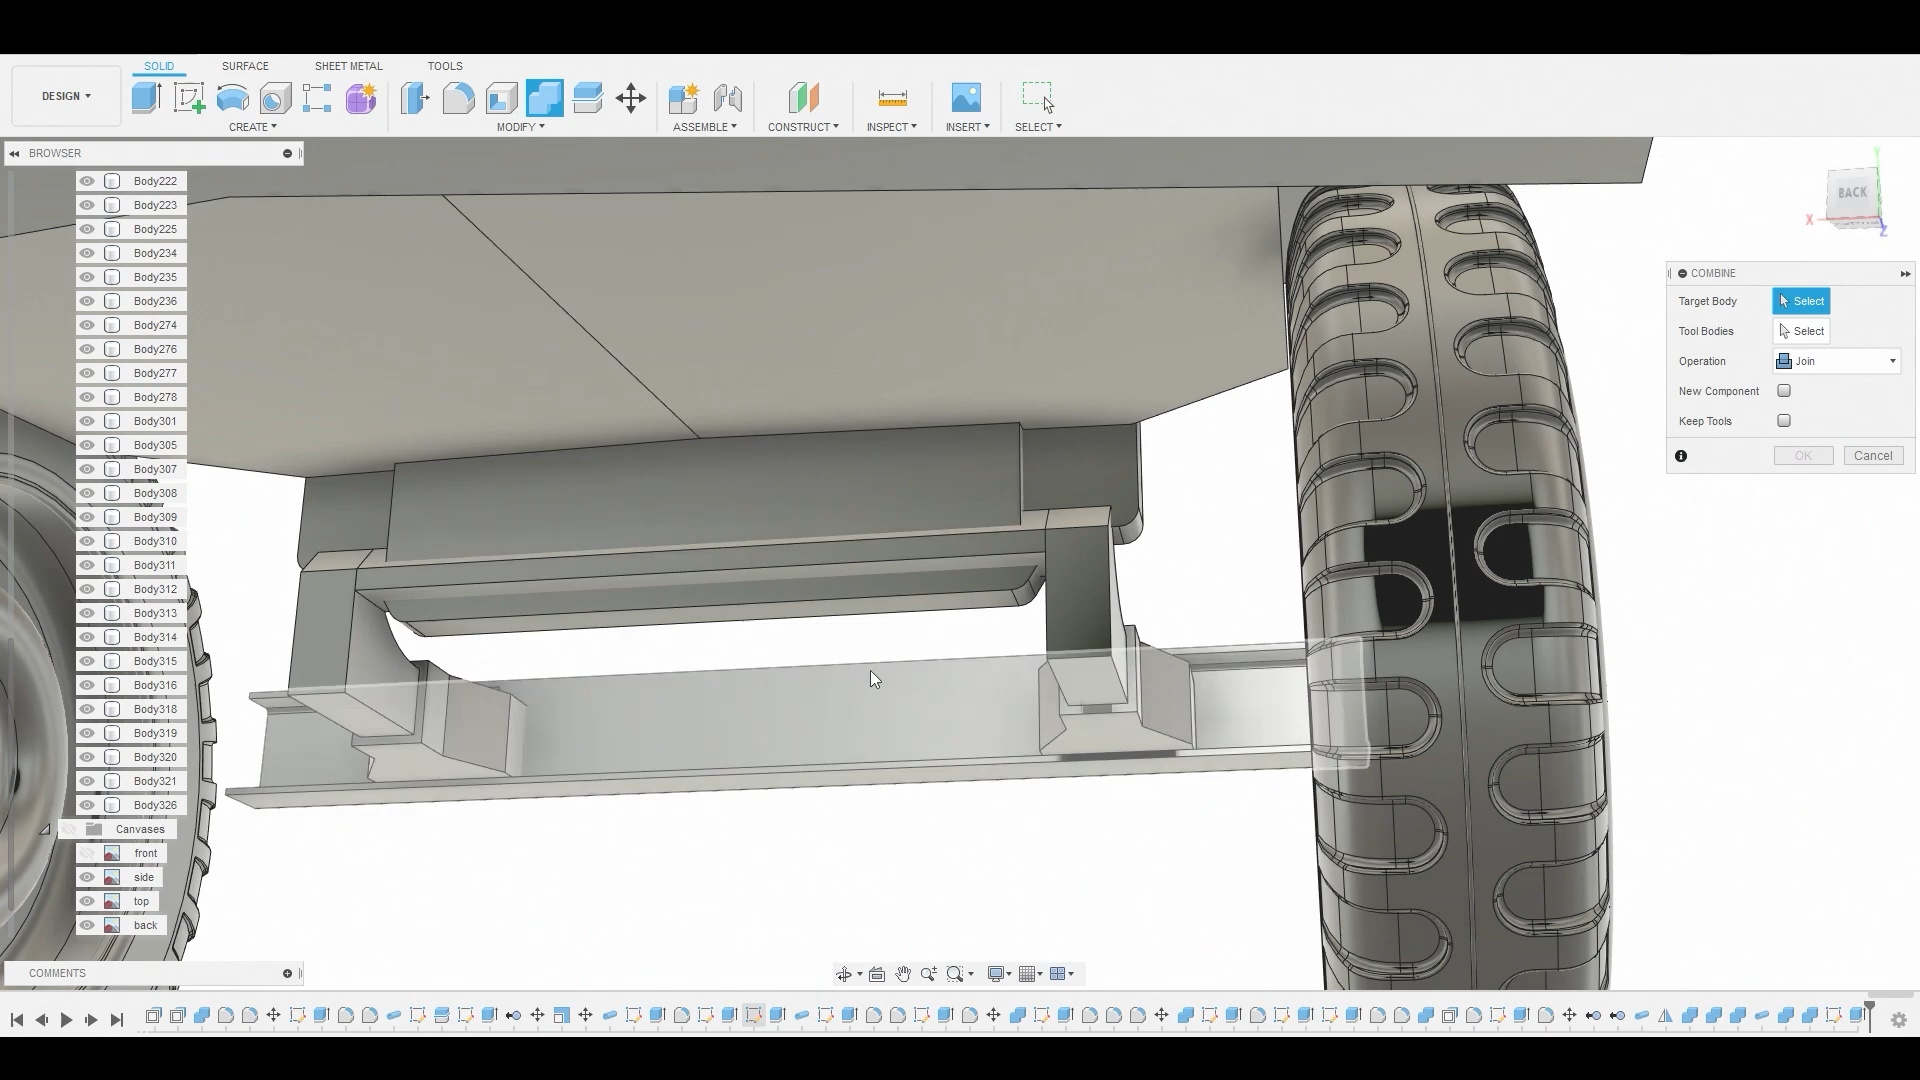 SOLID SURFACE SHEET METAL TOOLS
DESIGN
CREATE MODIFY ASSEMBLE CONSTRUCT INSPECT INSERT SELECT
BROWSER
Body222
Body223
Body225
Body234
Body235
Body236
Body274
Body276
Body277
Body278
Body301
Body305
Body307
Body308
Body309
Body310
Body311
Body312
Body313
Body314
Body315
Body316
Body318
Body319
Body320
Body321
Body326
Canvases
front
side
top
back
COMMENTS
BACK
X
Y
Z
COMBINE
Target Body Select
Tool Bodies Select
Operation Join
New Component
Keep Tools
OK Cancel